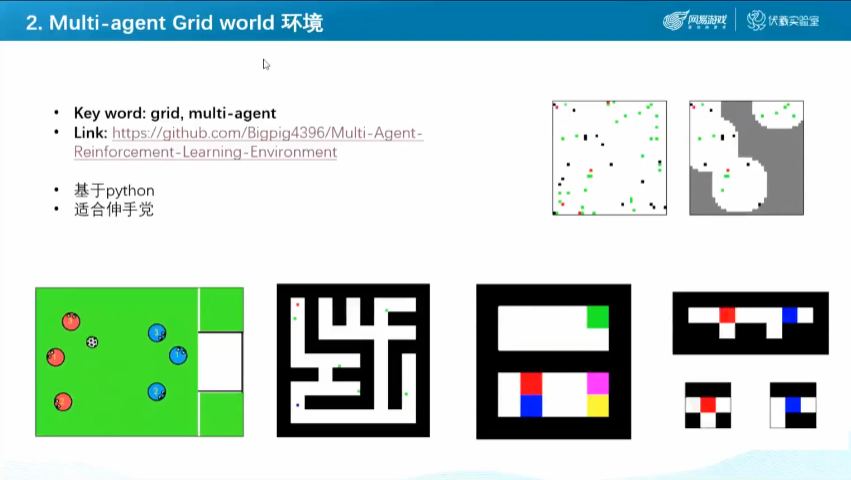 2. Multi-agent Grid world 环境
网易游戏
伏羲实验室
• Key word: grid, multi-agent
• Link: https://github.com/Bigpig4396/Multi-Agent-
Reinforcement-Learning-Environment
• 基于python
• 适合伸手党